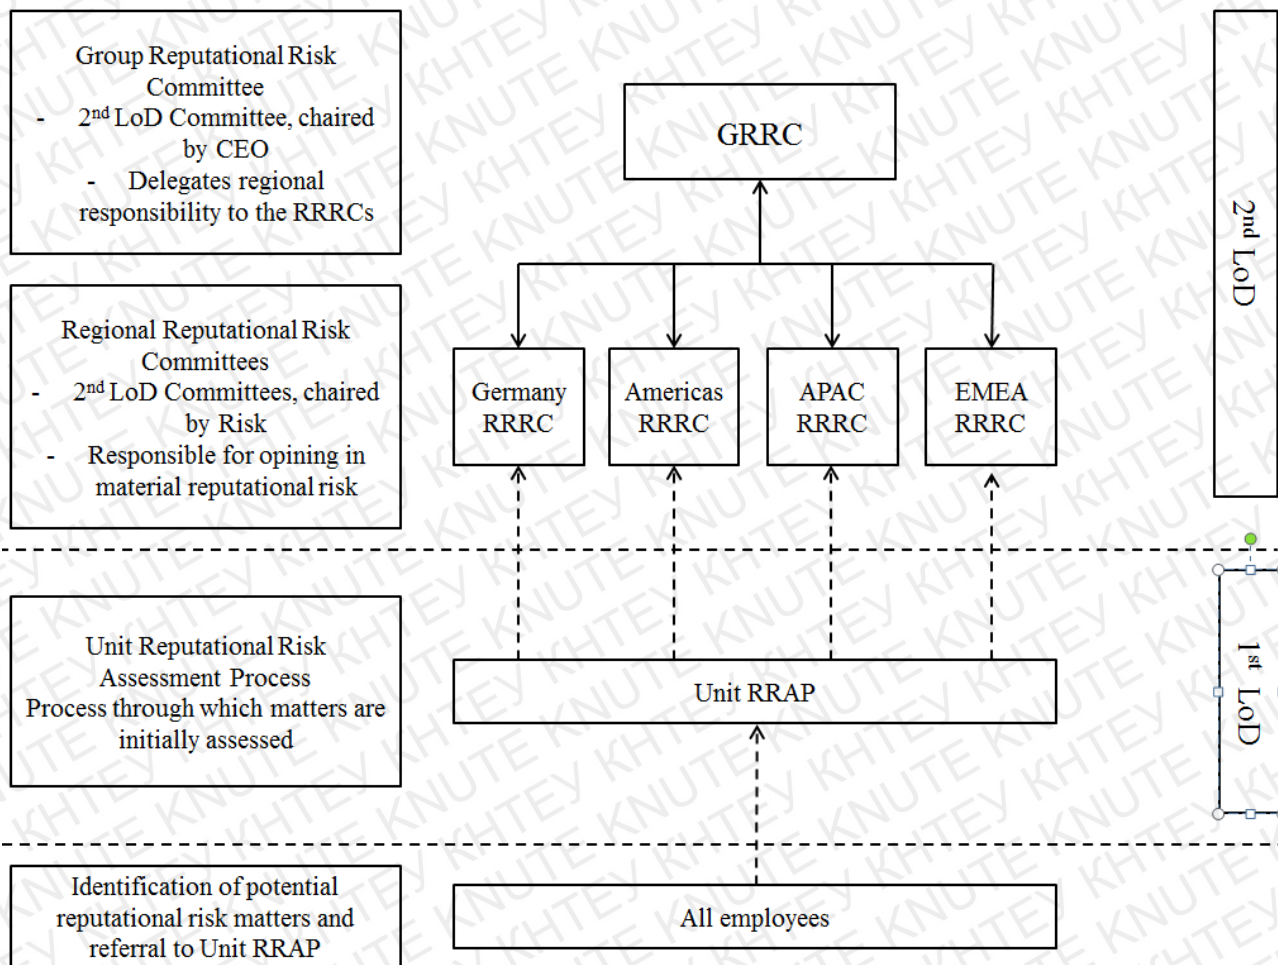 Group Reputational Risk
Committee
- 2nd LoD Committee, chaired
by CEO
- Delegates regional
responsibility to the RRRCs
GRRC
2nd LoD
Regional Reputational Risk
Committees
- 2nd LoD Committees, chaired
by Risk
- Responsible for opining in
material reputational risk
Germany
RRRC
Americas
RRRC
APAC
RRRC
EMEA
RRRC
Unit Reputational Risk
Assessment Process
Process through which matters are
initially assessed
Unit RRAP
1st LoD
Identification of potential
reputational risk matters and
referral to Unit RRAP
All employees
KNUTE КНТЕУ